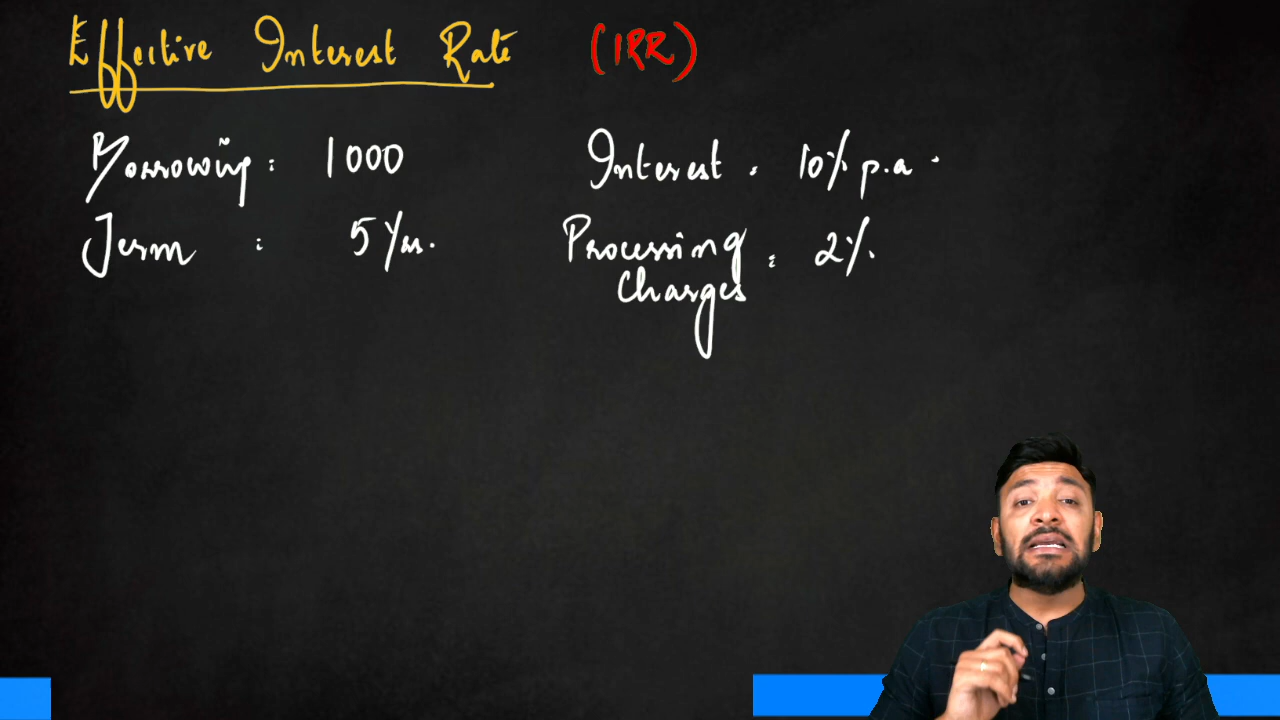 Effective Interest Rate (IRR)
Borrowing : 1000 Interest : 10% p.a.
Term : 5 Yrs. Processing Charges : 2%.